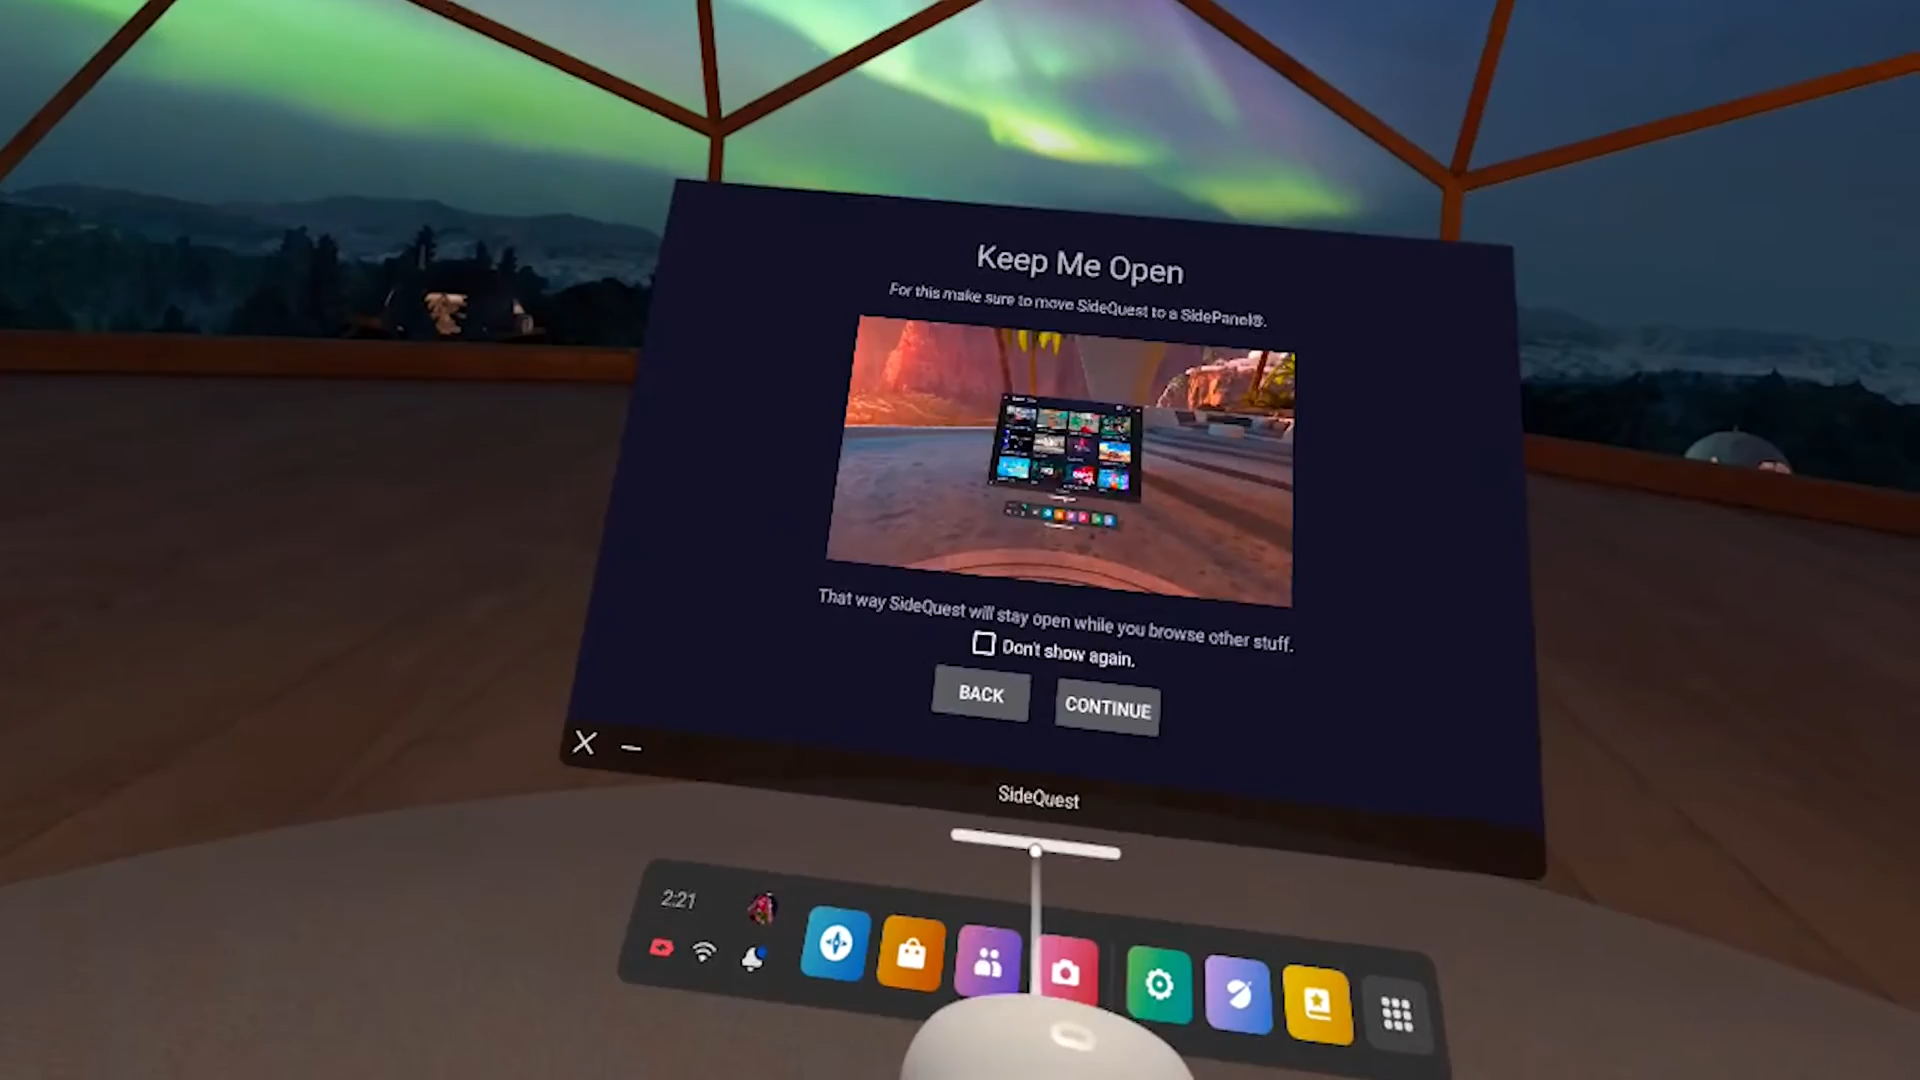 Keep Me Open
For this make sure to move SideQuest to a SidePanel®.
That way SideQuest will stay open while you browse other stuff.
Don't show again.
BACK
CONTINUE
SideQuest
2:21